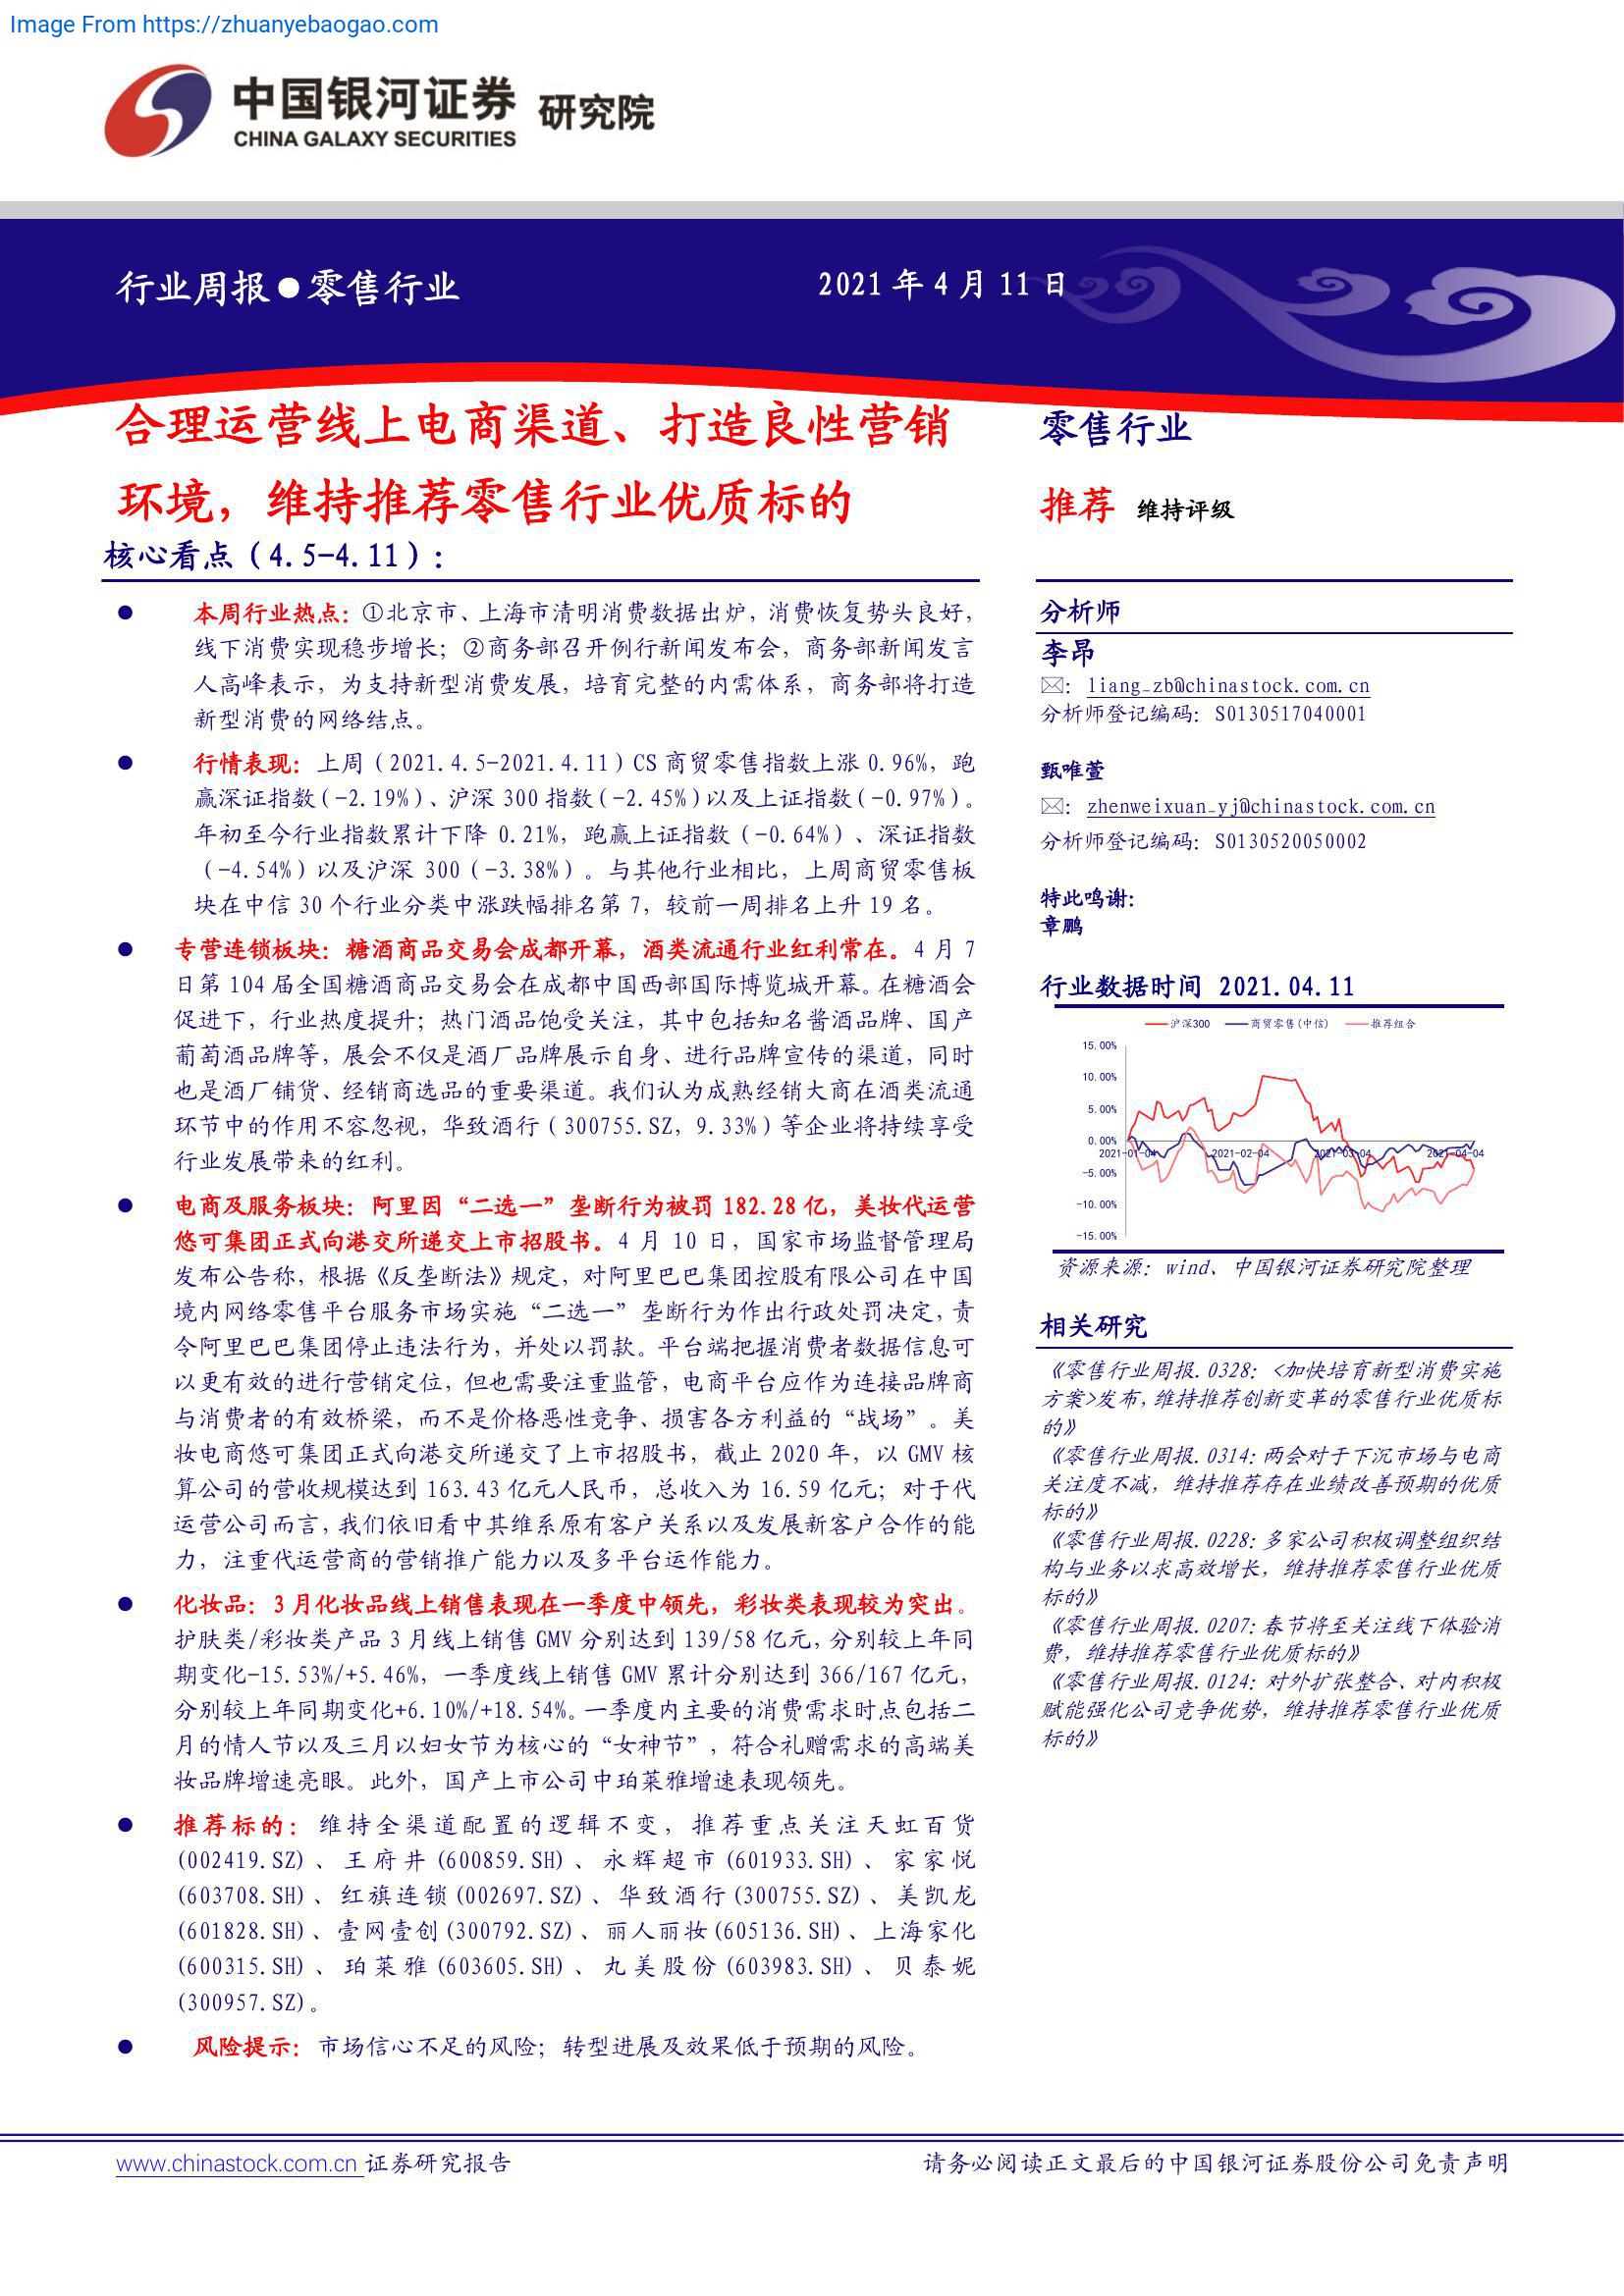 Image From https://zhuanyebaogao.com
中国银河证券 研究院
CHINA GALAXY SECURITIES
行业周报●零售行业
2021 年 4 月 11 日
合理运营线上电商渠道、打造良性营销
环境，维持推荐零售行业优质标的
核心看点（4.5-4.11）：
● 本周行业热点：①北京市、上海市清明消费数据出炉，消费恢复势头良好，
线下消费实现稳步增长；②商务部召开例行新闻发布会，商务部新闻发言
人高峰表示，为支持新型消费发展，培育完整的内需体系，商务部将打造
新型消费的网络结点。
● 行情表现：上周（2021.4.5-2021.4.11）CS 商贸零售指数上涨 0.96%，跑
赢深证指数(-2.19%)、沪深 300 指数(-2.45%)以及上证指数(-0.97%)。
年初至今行业指数累计下降 0.21%，跑赢上证指数（-0.64%）、深证指数
（-4.54%）以及沪深 300（-3.38%）。与其他行业相比，上周商贸零售板
块在中信 30 个行业分类中涨跌幅排名第 7，较前一周排名上升 19 名。
● 专营连锁板块：糖酒商品交易会成都开幕，酒类流通行业红利常在。4 月 7
日第 104 届全国糖酒商品交易会在成都中国西部国际博览城开幕。在糖酒会
促进下，行业热度提升；热门酒品饱受关注，其中包括知名酱酒品牌、国产
葡萄酒品牌等，展会不仅是酒厂品牌展示自身、进行品牌宣传的渠道，同时
也是酒厂铺货、经销商选品的重要渠道。我们认为成熟经销大商在酒类流通
环节中的作用不容忽视，华致酒行（300755.SZ，9.33%）等企业将持续享受
行业发展带来的红利。
● 电商及服务板块：阿里因“二选一”垄断行为被罚 182.28 亿，美妆代运营
悠可集团正式向港交所递交上市招股书。4 月 10 日，国家市场监督管理局
发布公告称，根据《反垄断法》规定，对阿里巴巴集团控股有限公司在中国
境内网络零售平台服务市场实施“二选一”垄断行为作出行政处罚决定，责
令阿里巴巴集团停止违法行为，并处以罚款。平台端把握消费者数据信息可
以更有效的进行营销定位，但也需要注重监管，电商平台应作为连接品牌商
与消费者的有效桥梁，而不是价格恶性竞争、损害各方利益的“战场”。美
妆电商悠可集团正式向港交所递交了上市招股书，截止 2020 年，以 GMV 核
算公司的营收规模达到 163.43 亿元人民币，总收入为 16.59 亿元；对于代
运营公司而言，我们依旧看中其维系原有客户关系以及发展新客户合作的能
力，注重代运营商的营销推广能力以及多平台运作能力。
● 化妆品：3 月化妆品线上销售表现在一季度中领先，彩妆类表现较为突出。
护肤类/彩妆类产品 3 月线上销售 GMV 分别达到 139/58 亿元，分别较上年同
期变化-15.53%/+5.46%，一季度线上销售 GMV 累计分别达到 366/167 亿元，
分别较上年同期变化+6.10%/+18.54%。一季度内主要的消费需求时点包括二
月的情人节以及三月以妇女节为核心的“女神节”，符合礼赠需求的高端美
妆品牌增速亮眼。此外，国产上市公司中珀莱雅增速表现领先。
● 推荐标的：维持全渠道配置的逻辑不变，推荐重点关注天虹百货
(002419.SZ)、王府井(600859.SH)、永辉超市(601933.SH)、家家悦
(603708.SH)、红旗连锁(002697.SZ)、华致酒行(300755.SZ)、美凯龙
(601828.SH)、壹网壹创(300792.SZ)、丽人丽妆(605136.SH)、上海家化
(600315.SH)、珀莱雅(603605.SH)、丸美股份(603983.SH)、贝泰妮
(300957.SZ)。
● 风险提示：市场信心不足的风险；转型进展及效果低于预期的风险。
零售行业
推荐 维持评级
分析师
李昂
✉：liang_zb@chinastock.com.cn
分析师登记编码：S0130517040001
甄唯萱
✉：zhenweixuan_yj@chinastock.com.cn
分析师登记编码：S0130520050002
特此鸣谢：
章鹏
行业数据时间 2021.04.11
沪深300 商贸零售(中信) 推荐组合
15.00%
10.00%
5.00%
0.00%
2021-01-04 2021-02-04 2021-03-04 2021-04-04
-5.00%
-10.00%
-15.00%
资源来源：wind、中国银河证券研究院整理
相关研究
《零售行业周报.0328：<加快培育新型消费实施
方案>发布，维持推荐创新变革的零售行业优质标
的》
《零售行业周报.0314：两会对于下沉市场与电商
关注度不减，维持推荐存在业绩改善预期的优质
标的》
《零售行业周报.0228：多家公司积极调整组织结
构与业务以求高效增长，维持推荐零售行业优质
标的》
《零售行业周报.0207：春节将至关注线下体验消
费，维持推荐零售行业优质标的》
《零售行业周报.0124：对外扩张整合、对内积极
赋能强化公司竞争优势，维持推荐零售行业优质
标的》
www.chinastock.com.cn 证券研究报告
请务必阅读正文最后的中国银河证券股份公司免责声明